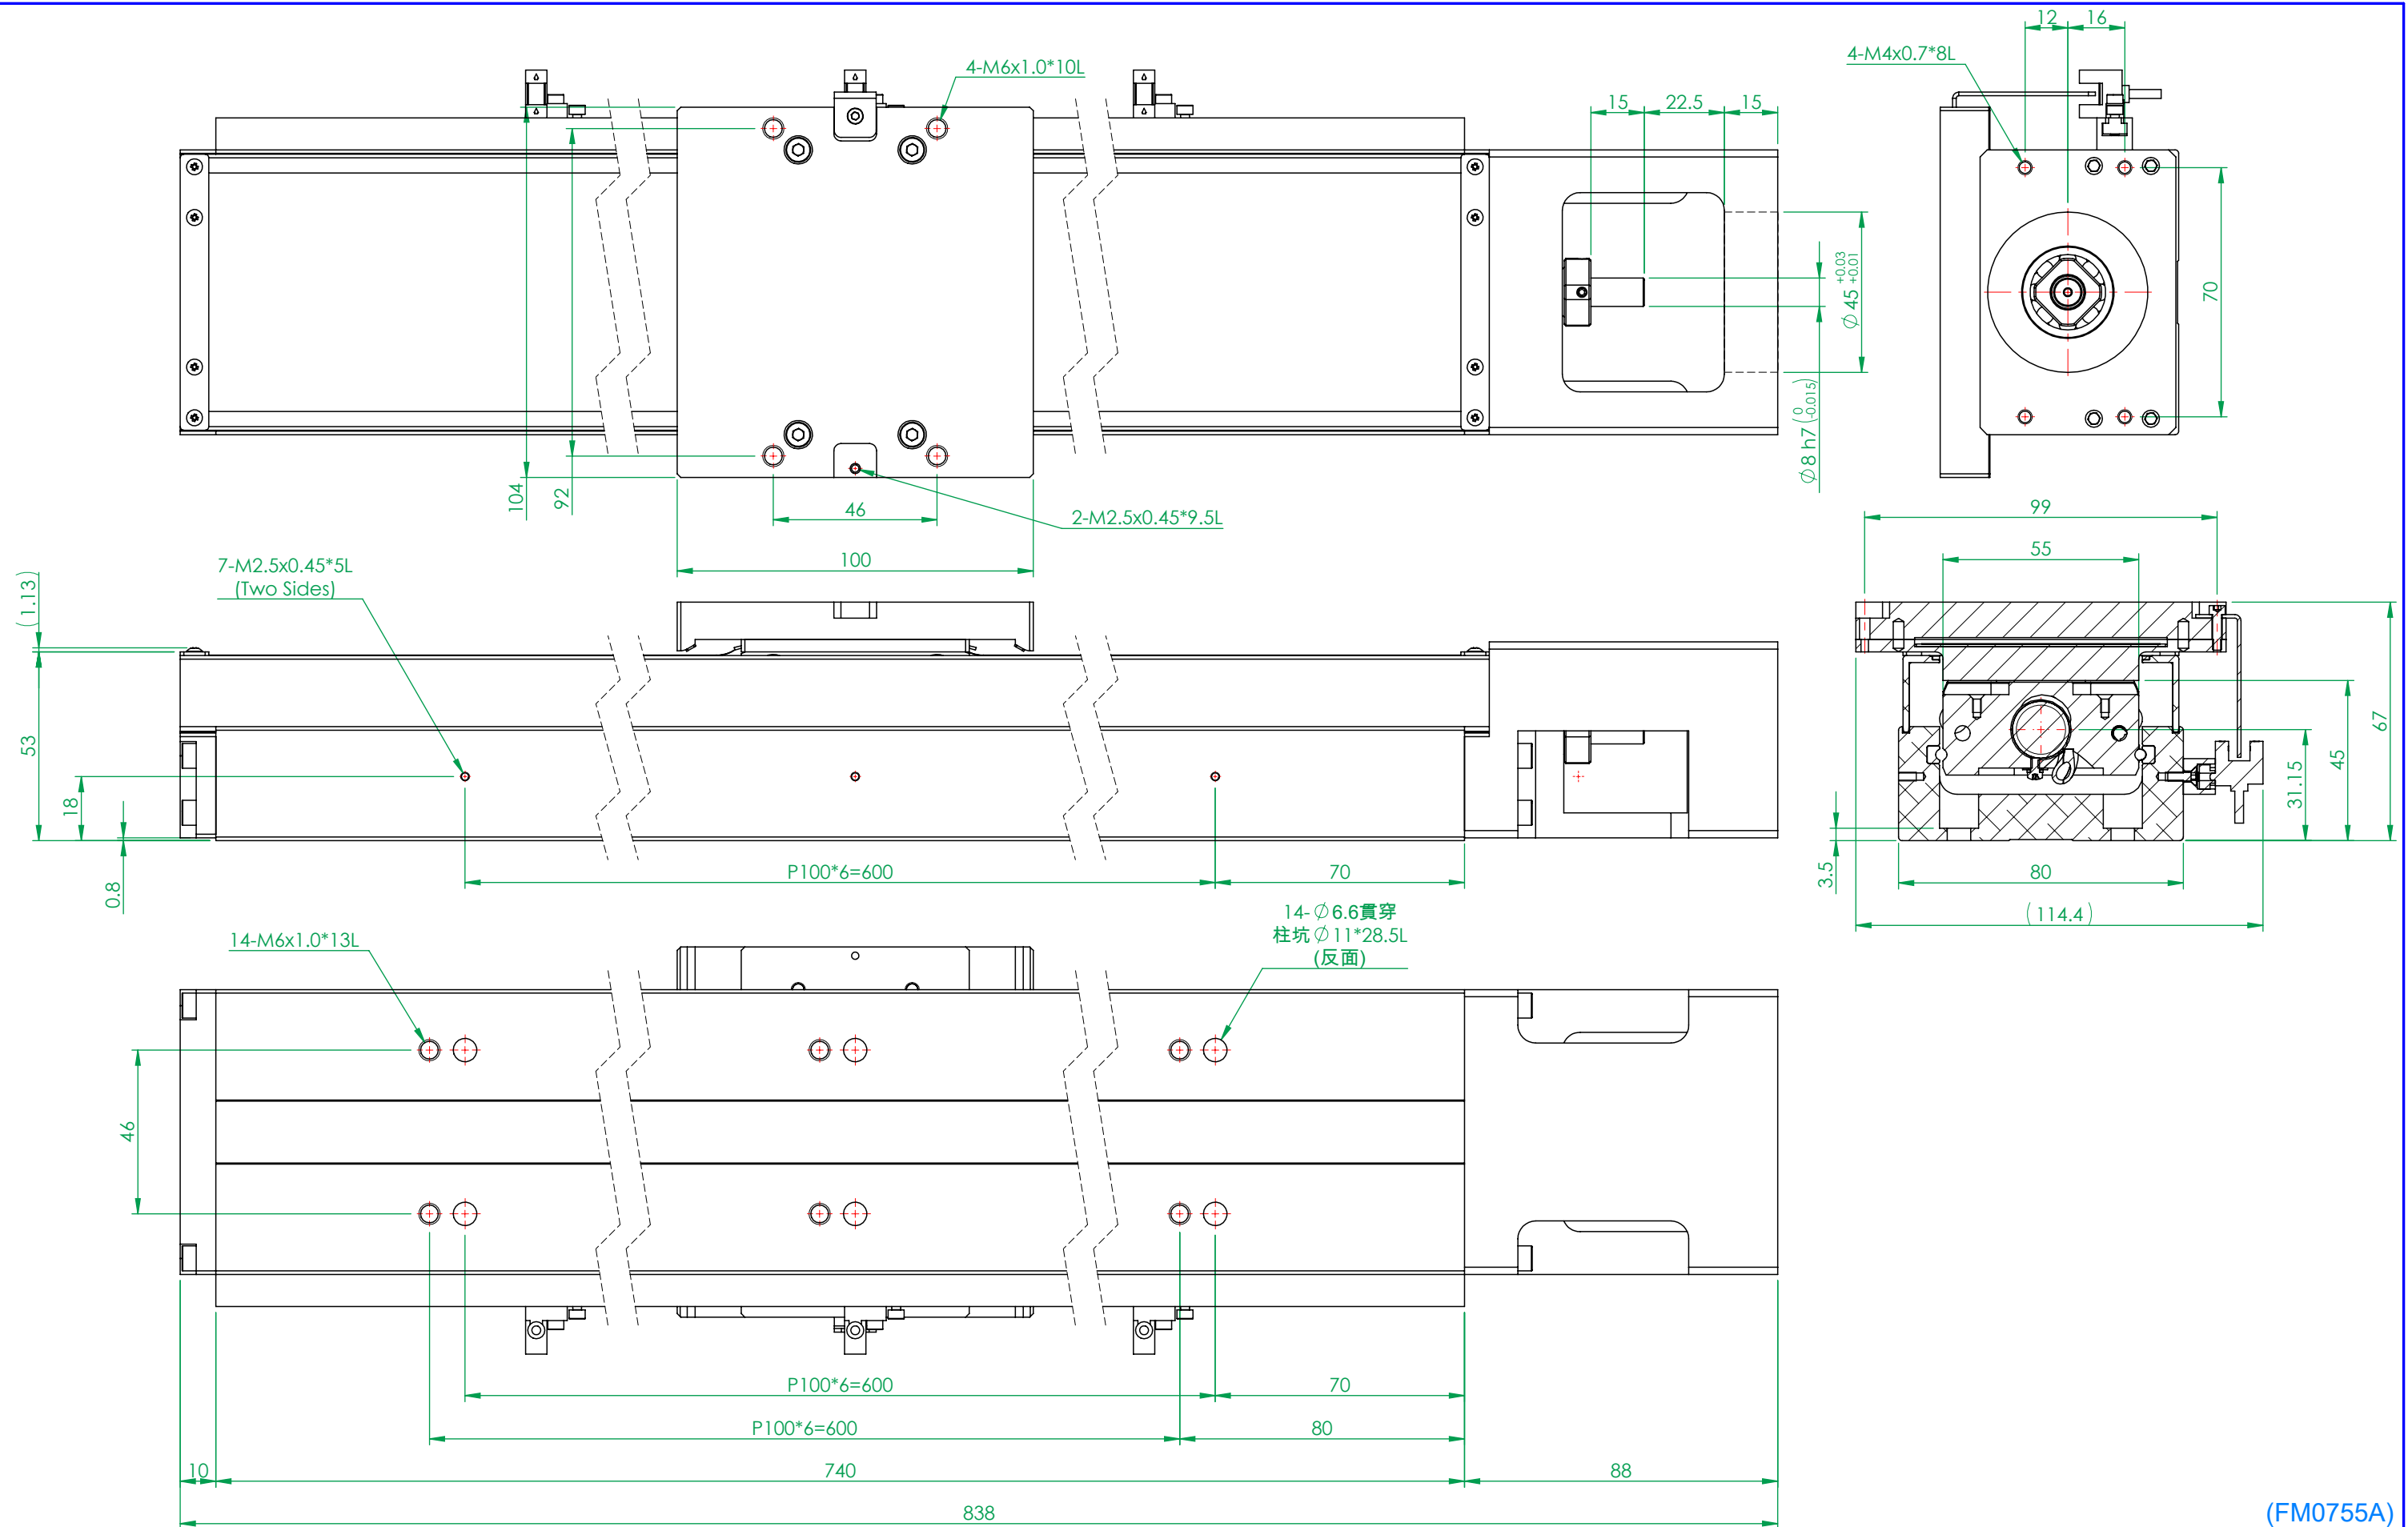 12
16
4-M4x0.7*8L
4-M6x1.0*10L
15
22.5
15
70
Ø45 +0.03 +0.01
Ø8 h7 (0 -0.015)
104
92
46
2-M2.5x0.45*9.5L
100
99
55
7-M2.5x0.45*5L
(Two Sides)
(1.13)
53
18
0.8
P100*6=600
70
67
45
31.15
3.5
80
(114.4)
14-Ø6.6貫穿
柱坑Ø11*28.5L
(反面)
14-M6x1.0*13L
46
P100*6=600
70
P100*6=600
80
10
740
88
838
(FM0755A)